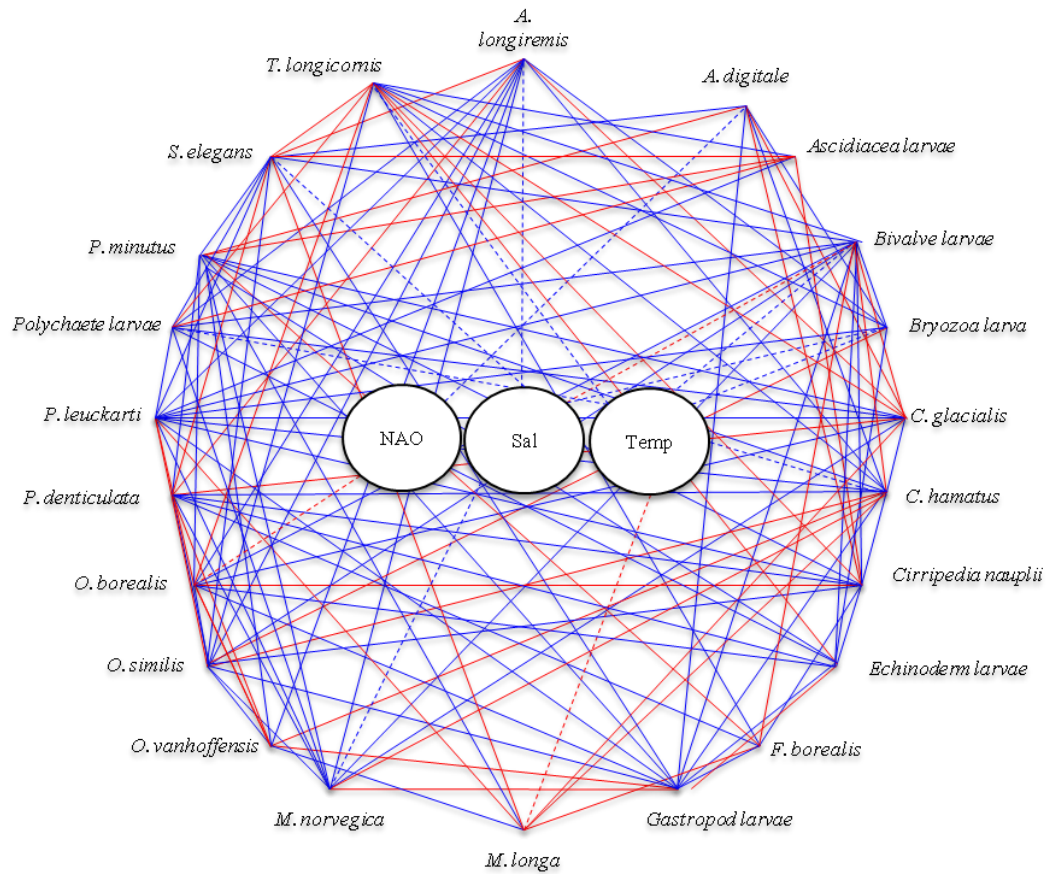 A.
longiremis
T. longicornis
A. digitale
S. elegans
Ascidiacea larvae
P. minutus
Bivalve larvae
Polychaete larvae
Bryozoa larva
P. leuckarti
C. glacialis
NAO
Sal
Temp
P. denticulata
C. hamatus
O. borealis
Cirripedia nauplii
O. similis
Echinoderm larvae
O. vanhoffensis
F. borealis
M. norvegica
Gastropod larvae
M. longa